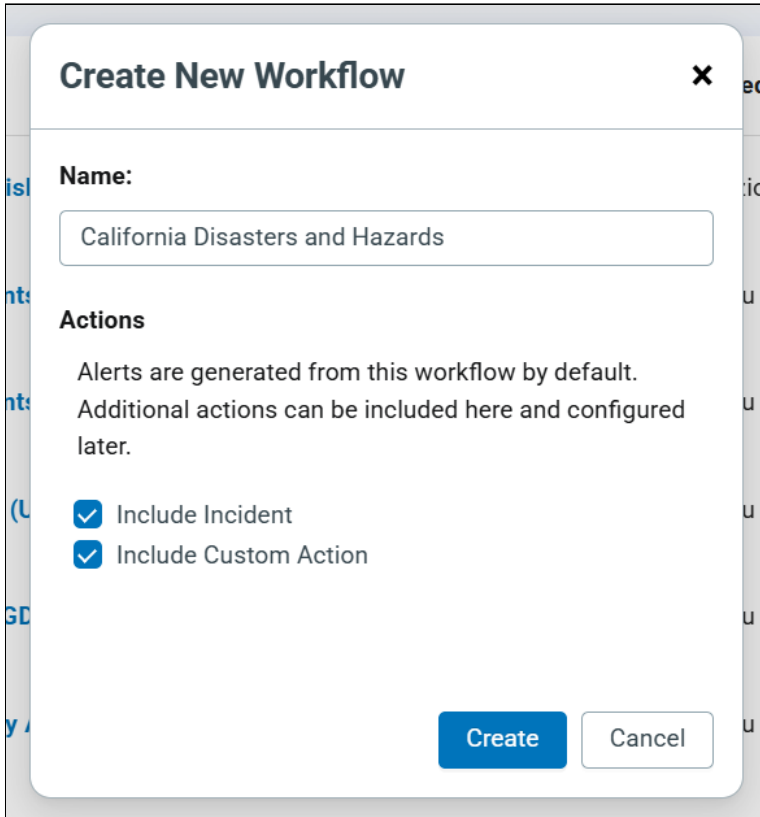 Create New Workflow
Name:
California Disasters and Hazards
Actions
Alerts are generated from this workflow by default.
Additional actions can be included here and configured
later.
Include Incident
Include Custom Action
Create Cancel